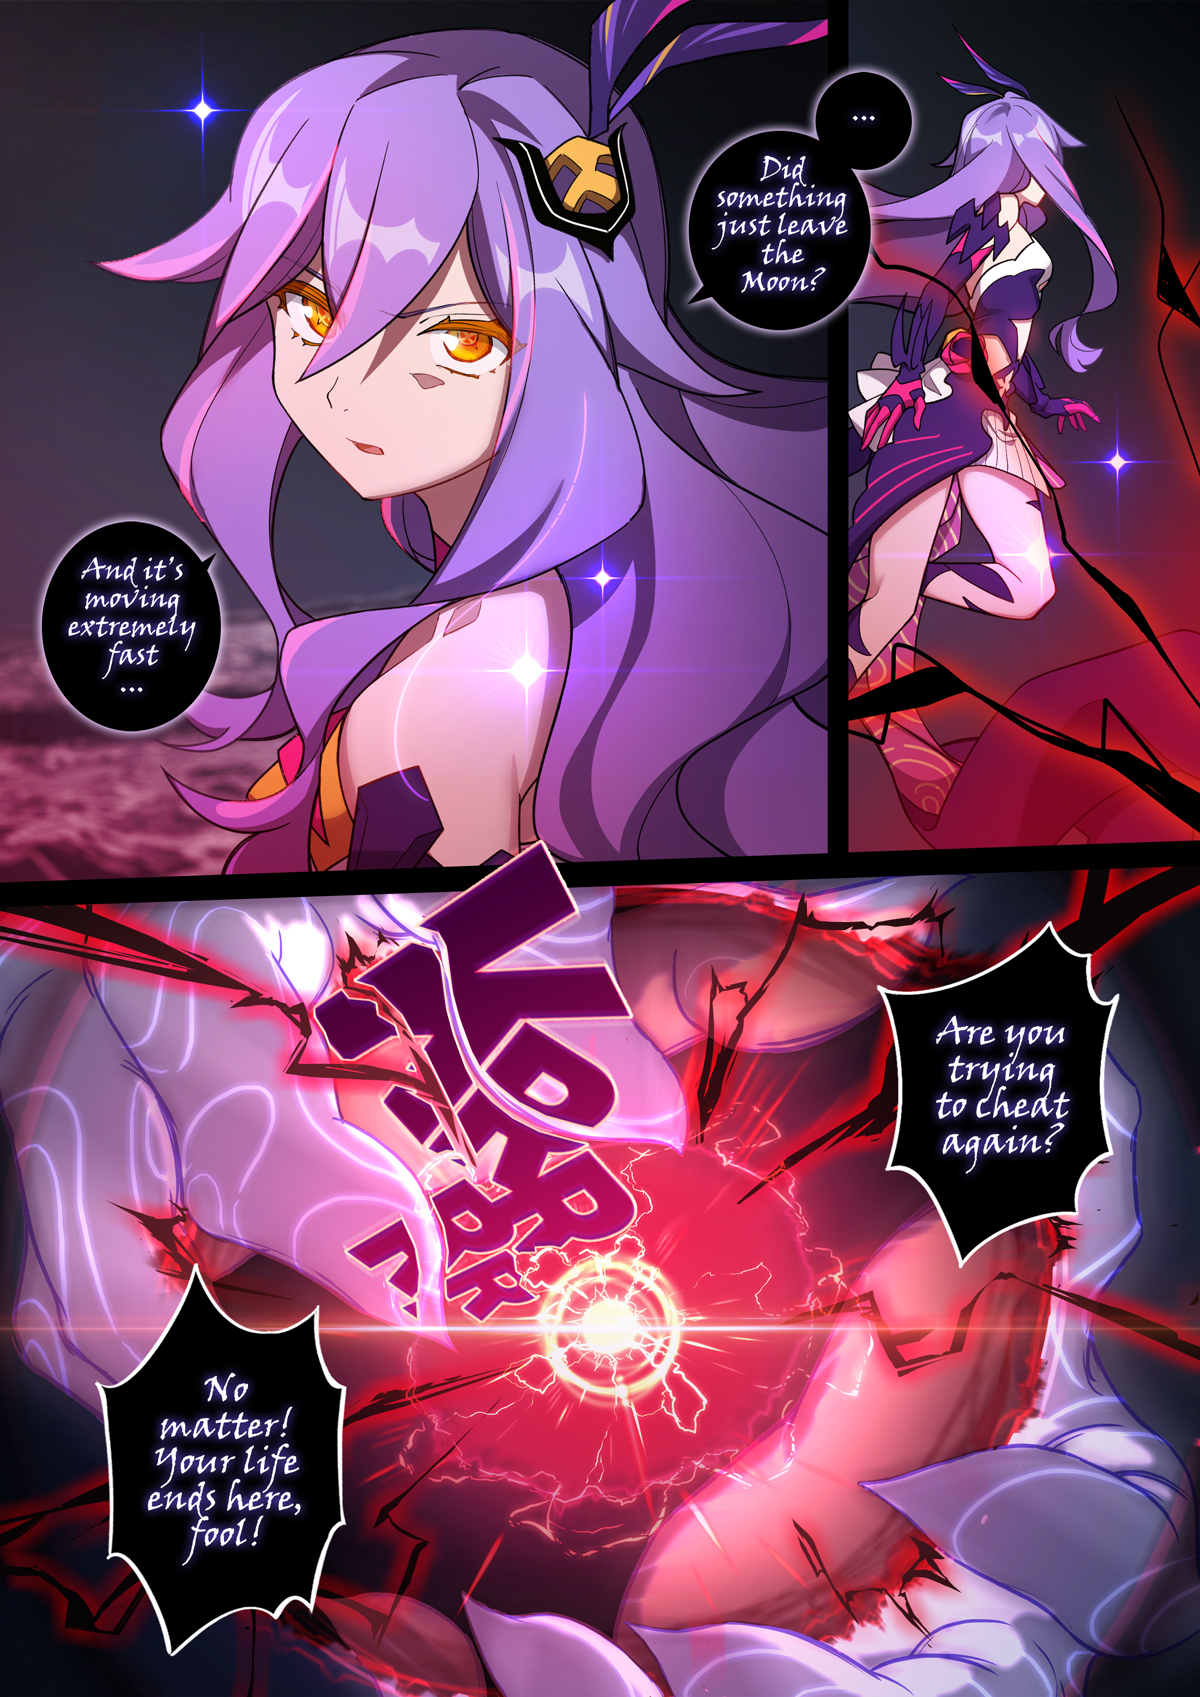 ...
Did
something
just leave
the
Moon?
And it's
moving
extremely
fast
...
Are you
trying
to cheat
again?
No
matter!
Your life
ends here,
fool!